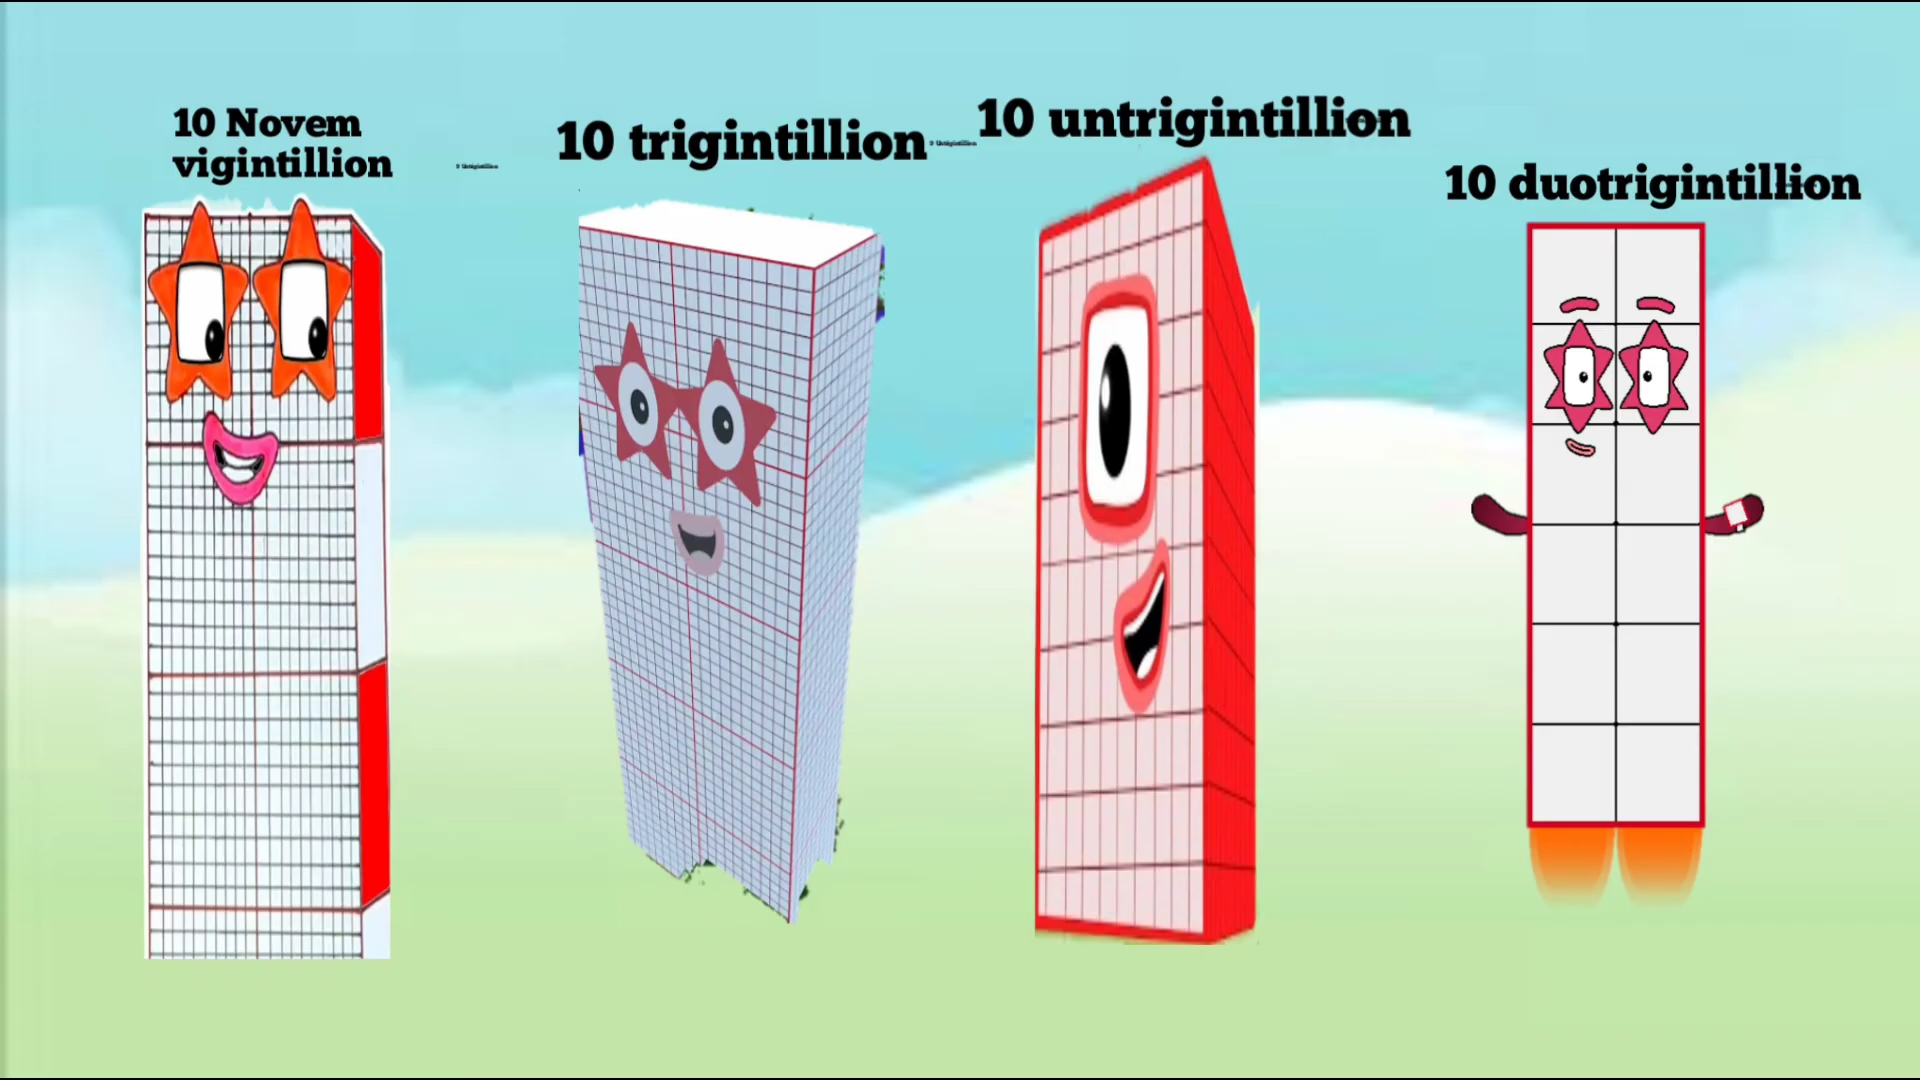 10 Novem
vigintillion
10 trigintillion
10 untrigintillion
10 duotrigintillion